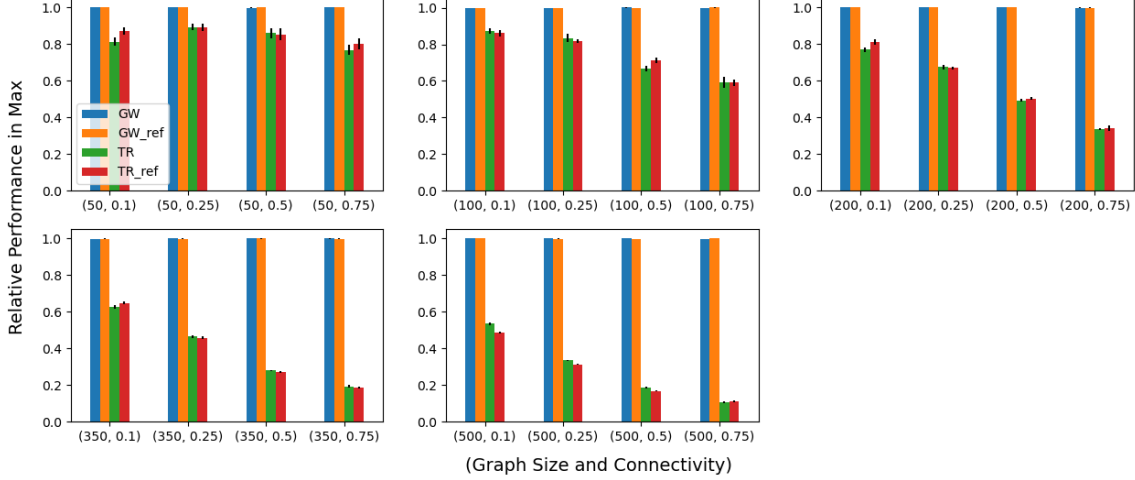 Relative Performance in Max
1.0
0.8
0.6
0.4
0.2
0.0
GW
GW_ref
TR
TR_ref
(50, 0.1) (50, 0.25) (50, 0.5) (50, 0.75)
1.0
0.8
0.6
0.4
0.2
0.0
(100, 0.1) (100, 0.25) (100, 0.5) (100, 0.75)
1.0
0.8
0.6
0.4
0.2
0.0
(200, 0.1) (200, 0.25) (200, 0.5) (200, 0.75)
1.0
0.8
0.6
0.4
0.2
0.0
(350, 0.1) (350, 0.25) (350, 0.5) (350, 0.75)
1.0
0.8
0.6
0.4
0.2
0.0
(500, 0.1) (500, 0.25) (500, 0.5) (500, 0.75)
(Graph Size and Connectivity)